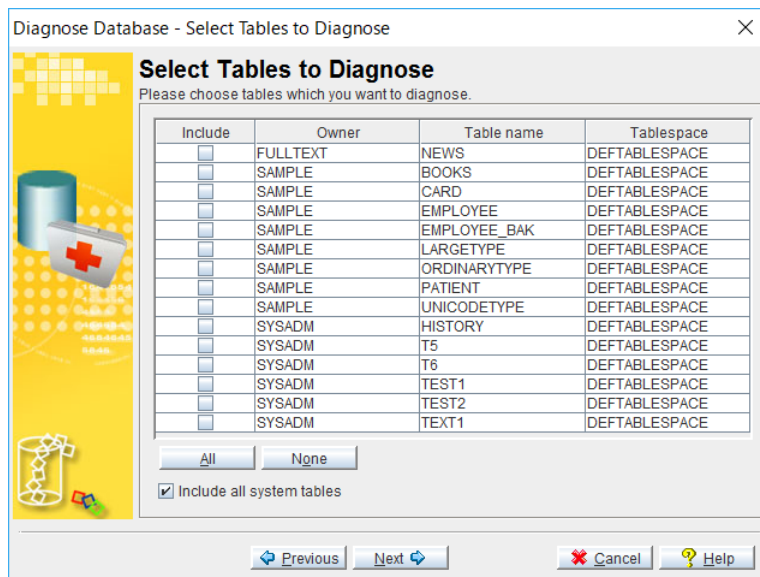 Diagnose Database - Select Tables to Diagnose
Select Tables to Diagnose
Please choose tables which you want to diagnose.
Include Owner Table name Tablespace
FULLTEXT NEWS DEFTABLESPACE
SAMPLE BOOKS DEFTABLESPACE
SAMPLE CARD DEFTABLESPACE
SAMPLE EMPLOYEE DEFTABLESPACE
SAMPLE EMPLOYEE_BAK DEFTABLESPACE
SAMPLE LARGETYPE DEFTABLESPACE
SAMPLE ORDINARYTYPE DEFTABLESPACE
SAMPLE PATIENT DEFTABLESPACE
SAMPLE UNICODETYPE DEFTABLESPACE
SYSADM HISTORY DEFTABLESPACE
SYSADM T5 DEFTABLESPACE
SYSADM T6 DEFTABLESPACE
SYSADM TEST1 DEFTABLESPACE
SYSADM TEST2 DEFTABLESPACE
SYSADM TEXT1 DEFTABLESPACE
All None
Include all system tables
Previous Next Cancel Help